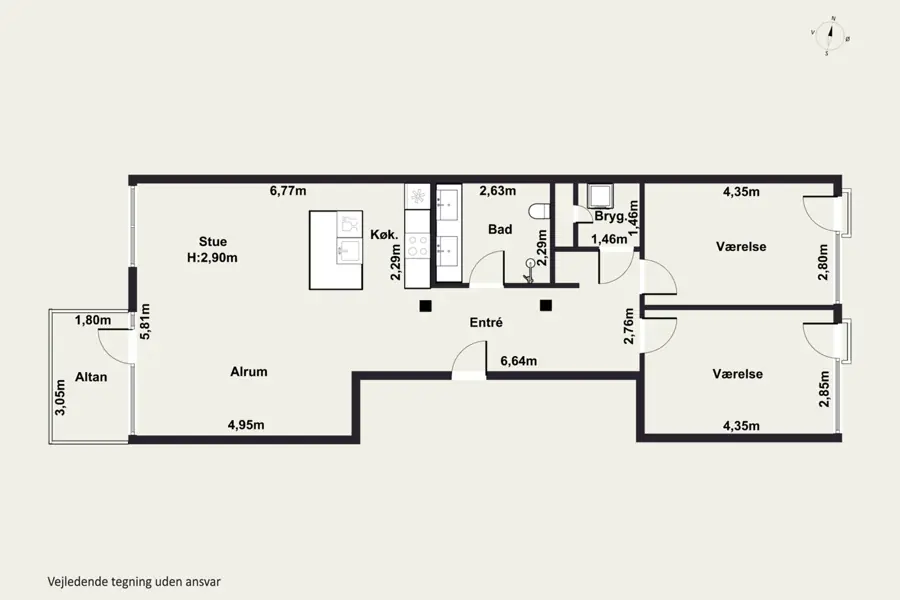 N
V
Ø
S
6,77m
2,63m
4,35m
Stue
H:2,90m
Køk.
2,29m
Bad
2,29m
Bryg.
1,46m
1,46m
Værelse
2,80m
1,80m
5,81m
Altan
3,05m
Alrum
4,95m
Entré
6,64m
2,76m
Værelse
2,85m
4,35m
Vejledende tegning uden ansvar